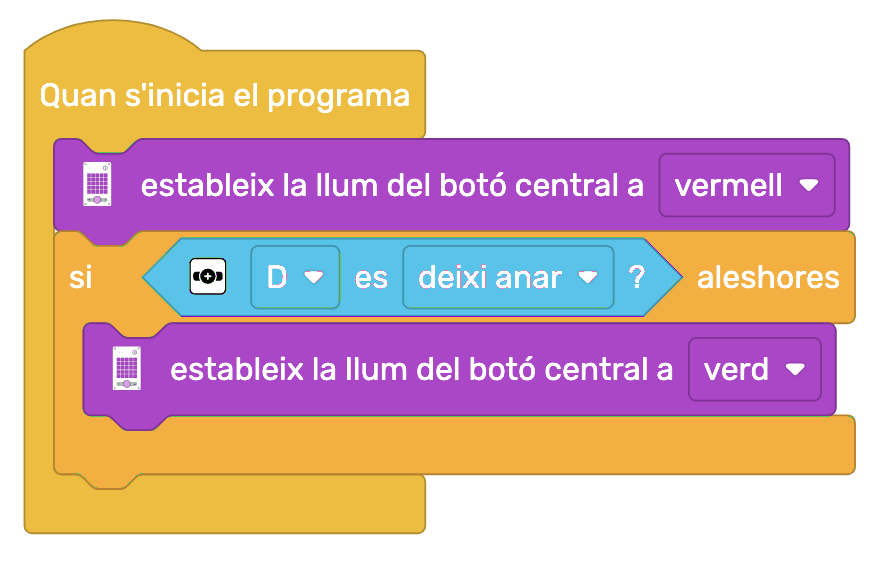 Quan s'inicia el programa
estableix la llum del botó central a vermell
si D es deixi anar ? aleshores
estableix la llum del botó central a verd